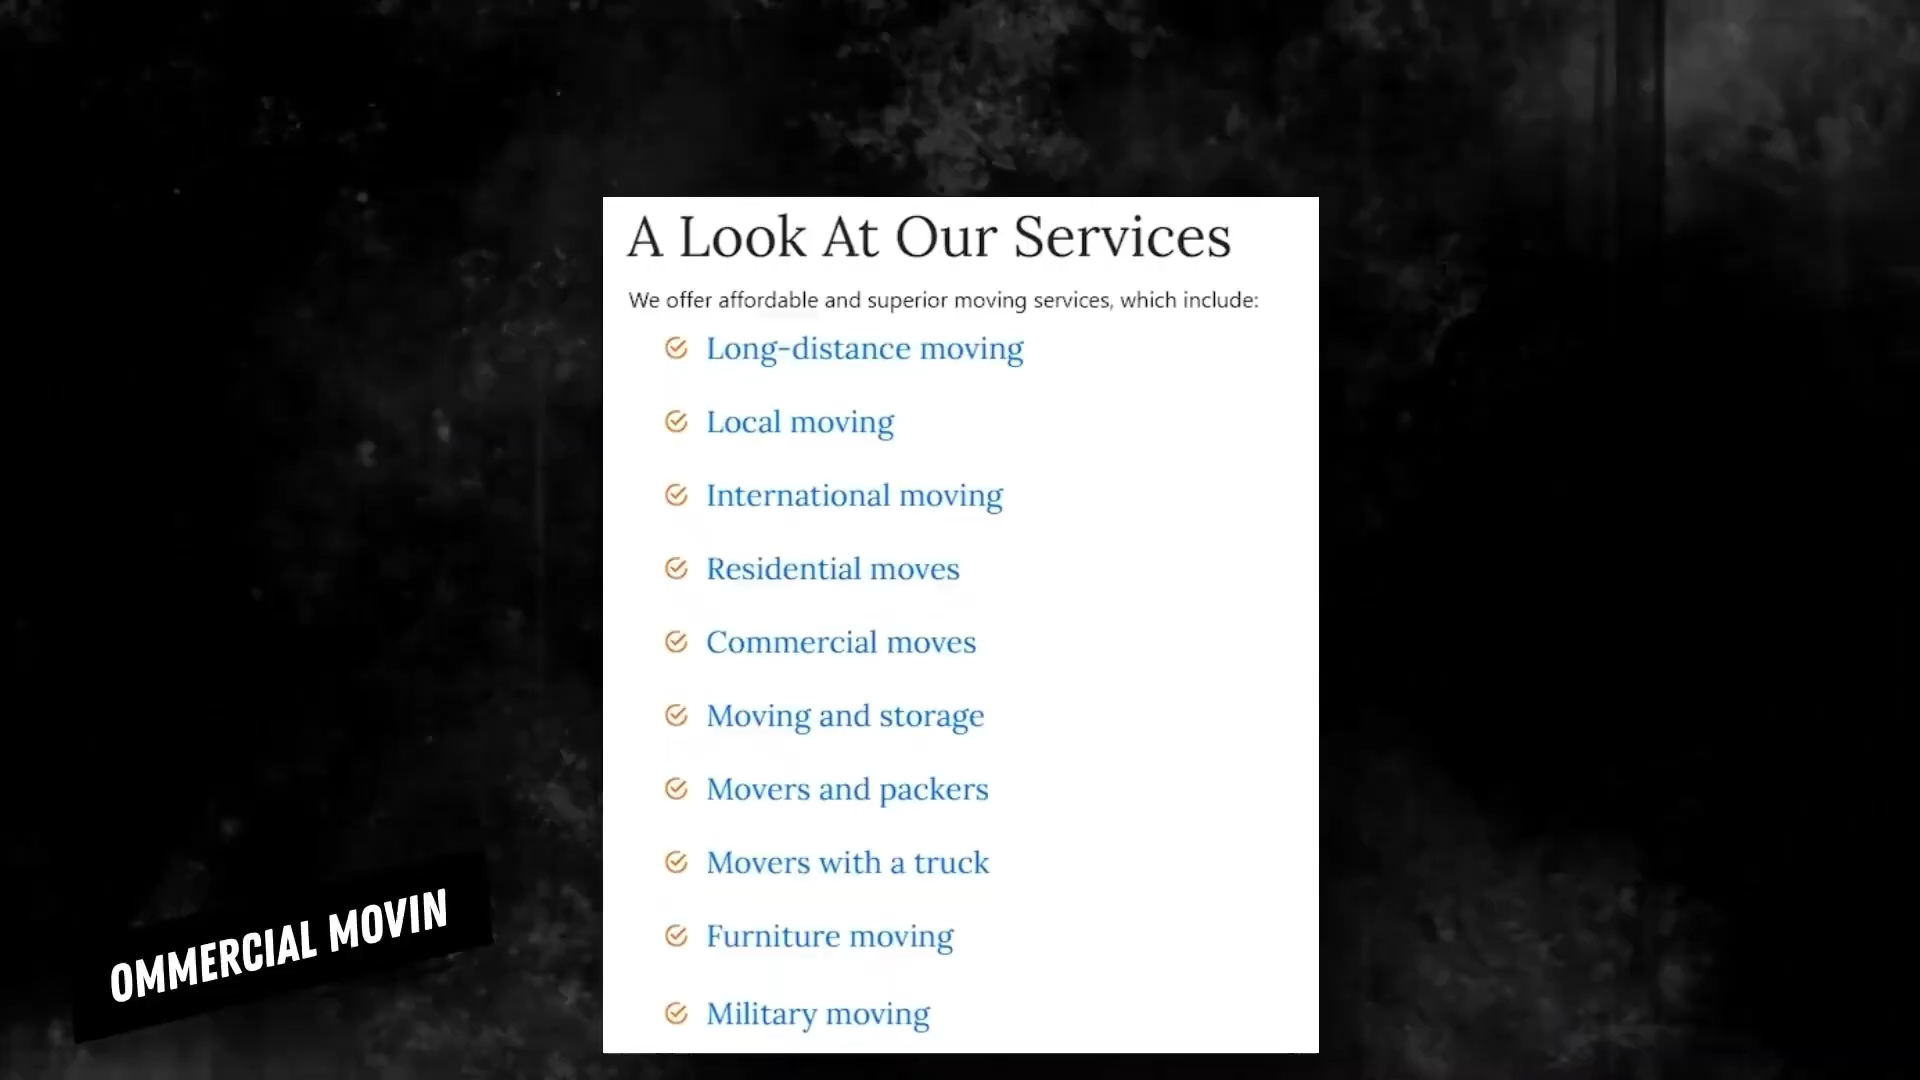 A Look At Our Services
We offer affordable and superior moving services, which include:
Long-distance moving
Local moving
International moving
Residential moves
Commercial moves
Moving and storage
Movers and packers
Movers with a truck
Furniture moving
Military moving
OMMERCIAL MOVIN